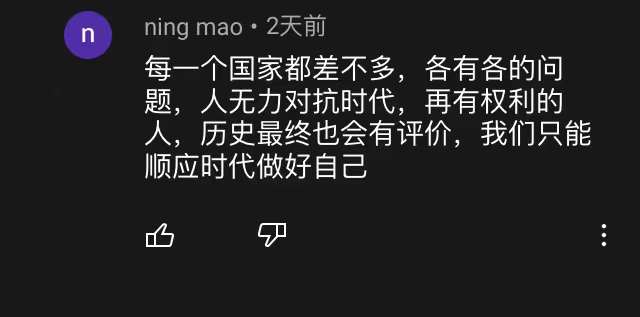 n
ning mao • 2天前
每一个国家都差不多，各有各的问
题，人无力对抗时代，再有权利的
人，历史最终也会有评价，我们只能
顺应时代做好自己